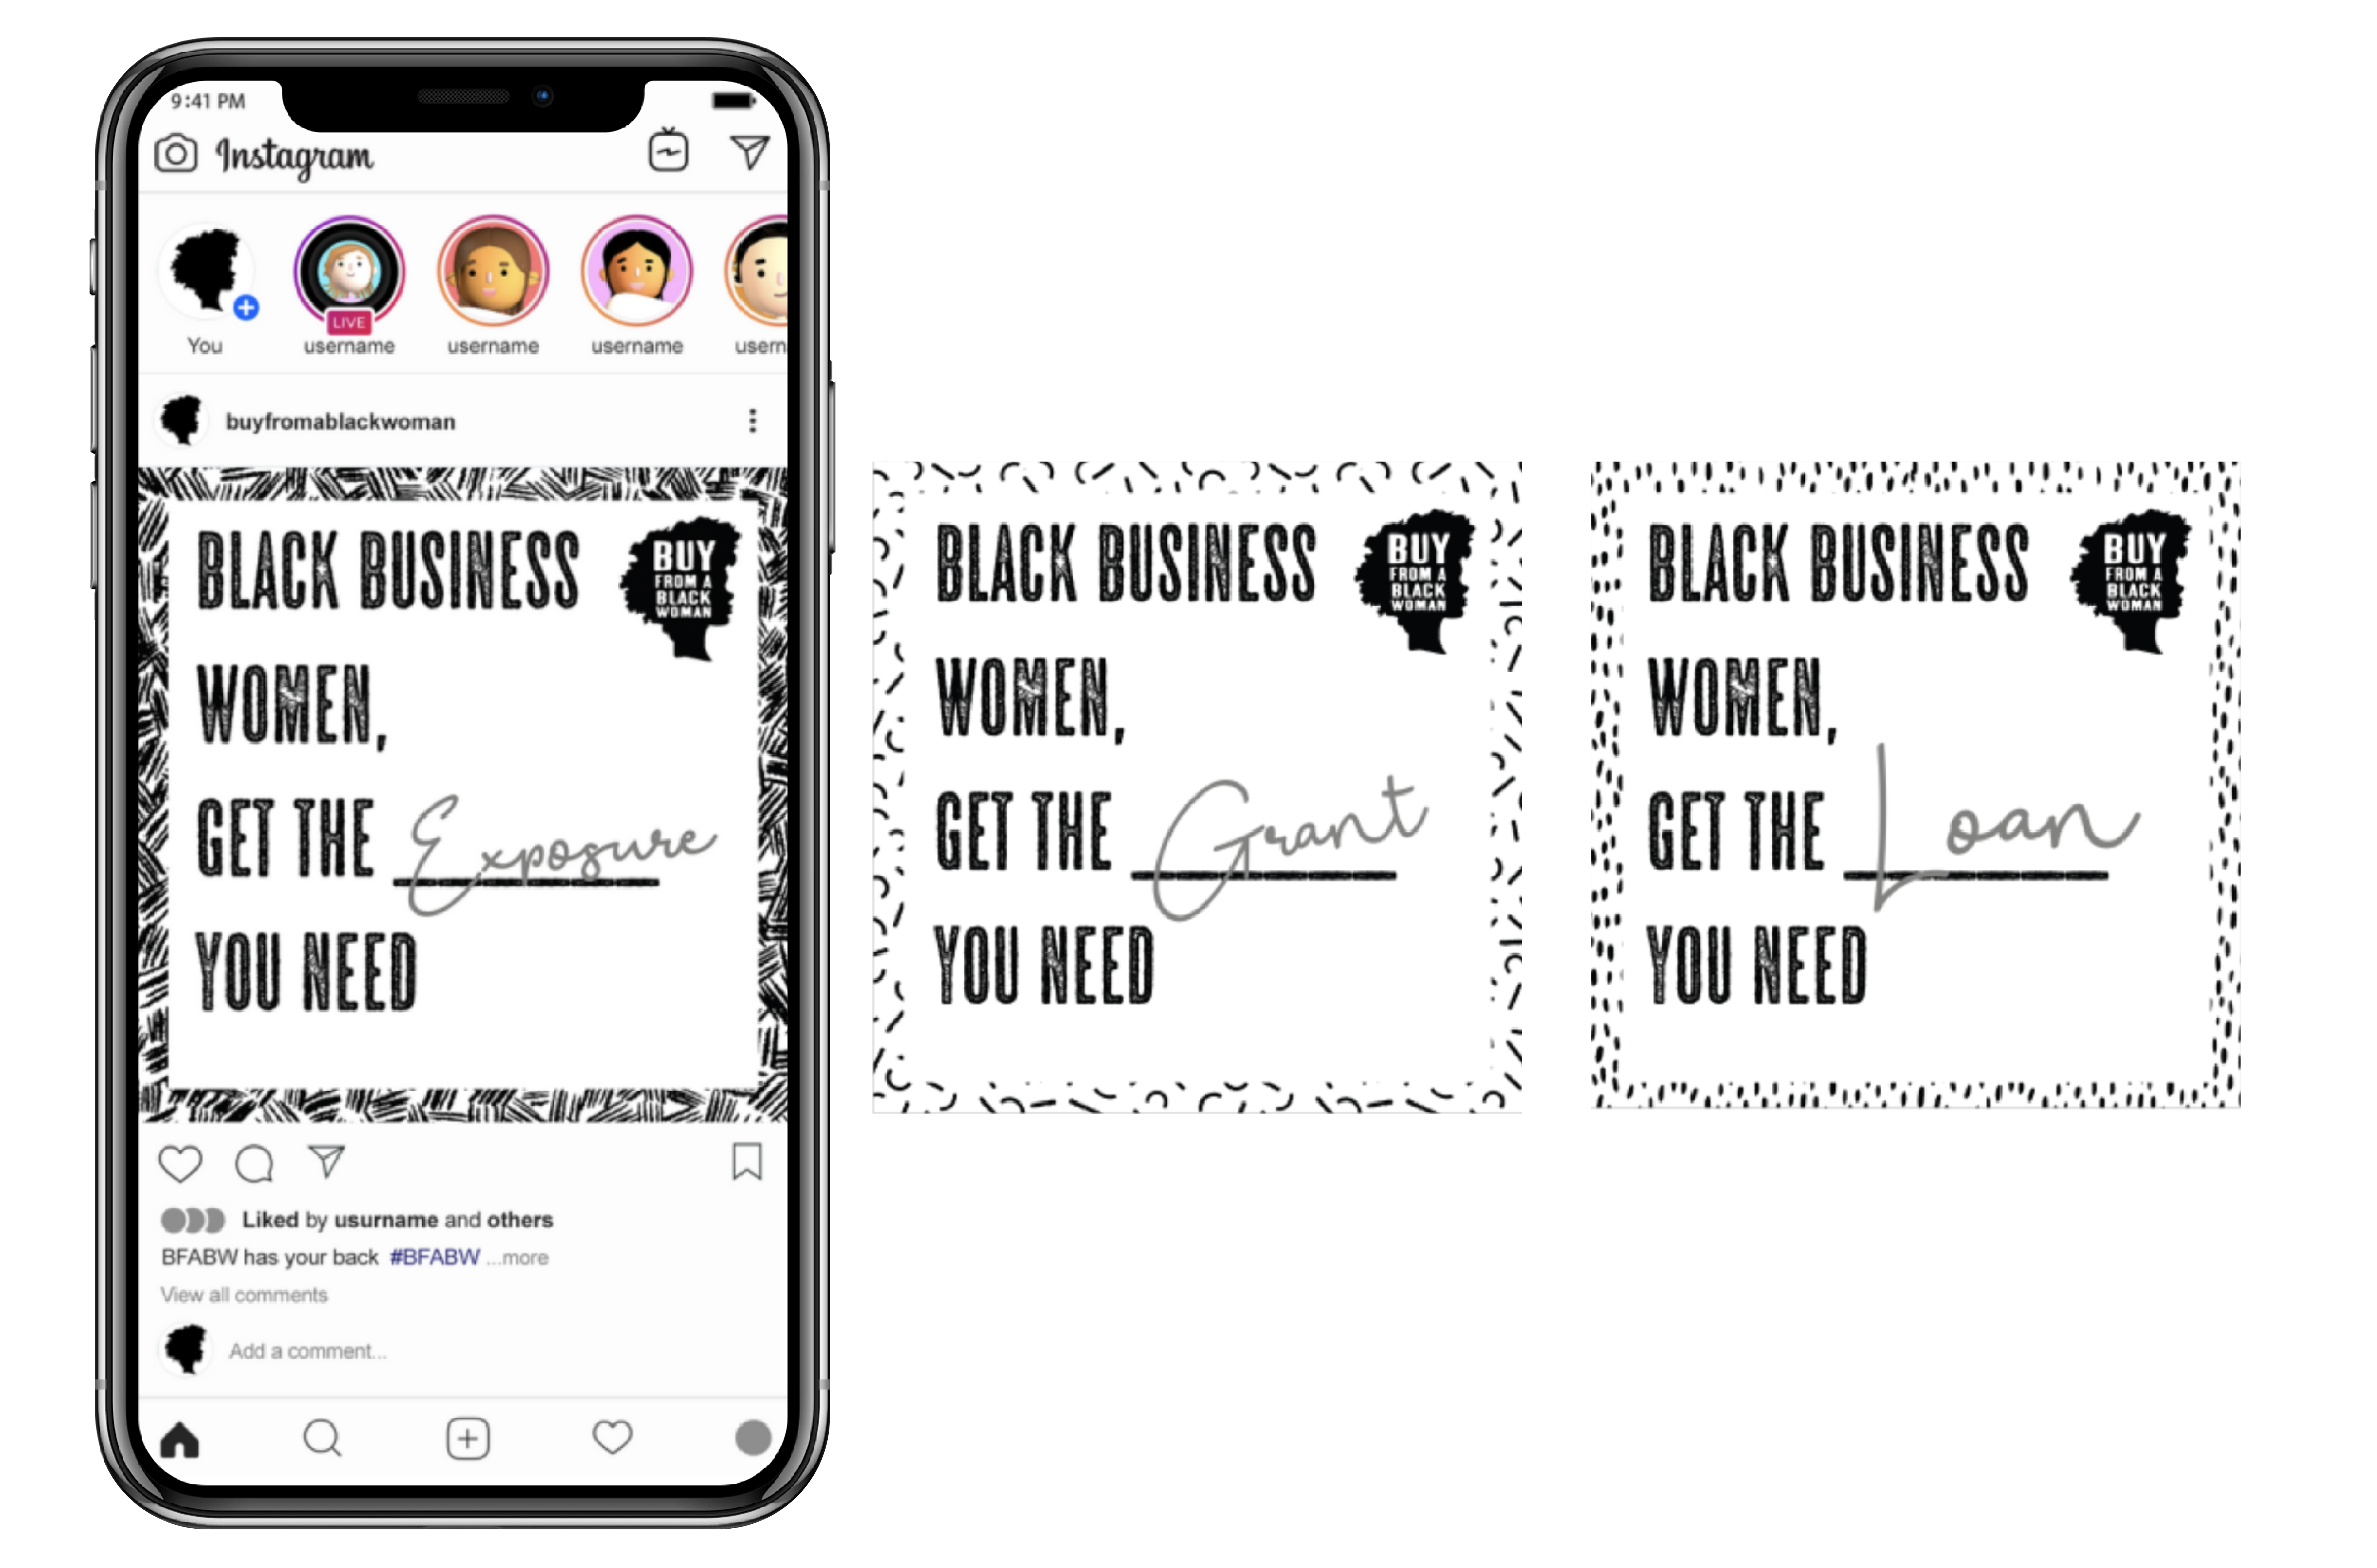 9:41 PM
Instagram
LIVE
You
username
username
username
usern
buyfromablackwoman
BLACK BUSINESS
WOMEN,
GET THE Exposure
YOU NEED
BUY
FROM A
BLACK
WOMAN
Liked by usurname and others
BFABW has your back #BFABW ...more
View all comments
Add a comment...
BLACK BUSINESS
WOMEN,
GET THE Grant
YOU NEED
BUY
FROM A
BLACK
WOMAN
BLACK BUSINESS
WOMEN,
GET THE Loan
YOU NEED
BUY
FROM A
BLACK
WOMAN